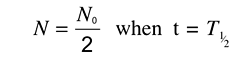 N = N₀/2 when t = T½